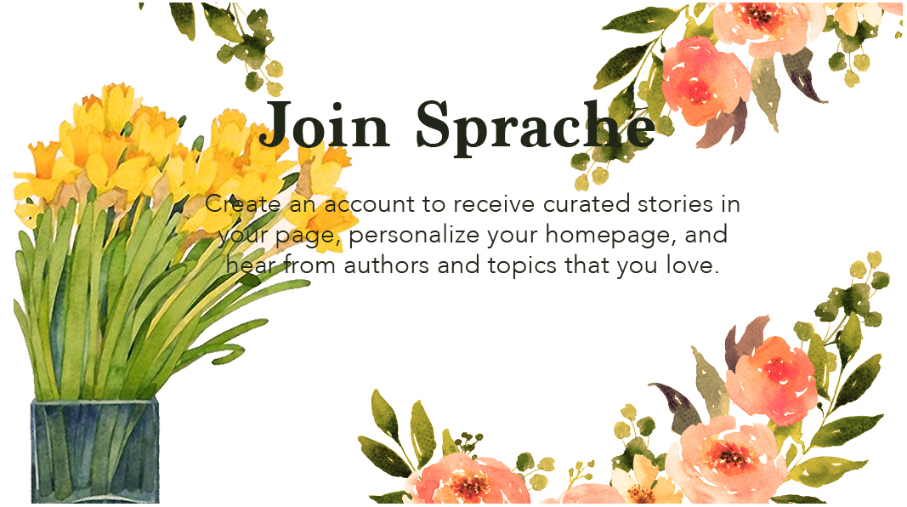 Join Sprache
Create an account to receive curated stories in
your page, personalize your homepage, and
hear from authors and topics that you love.